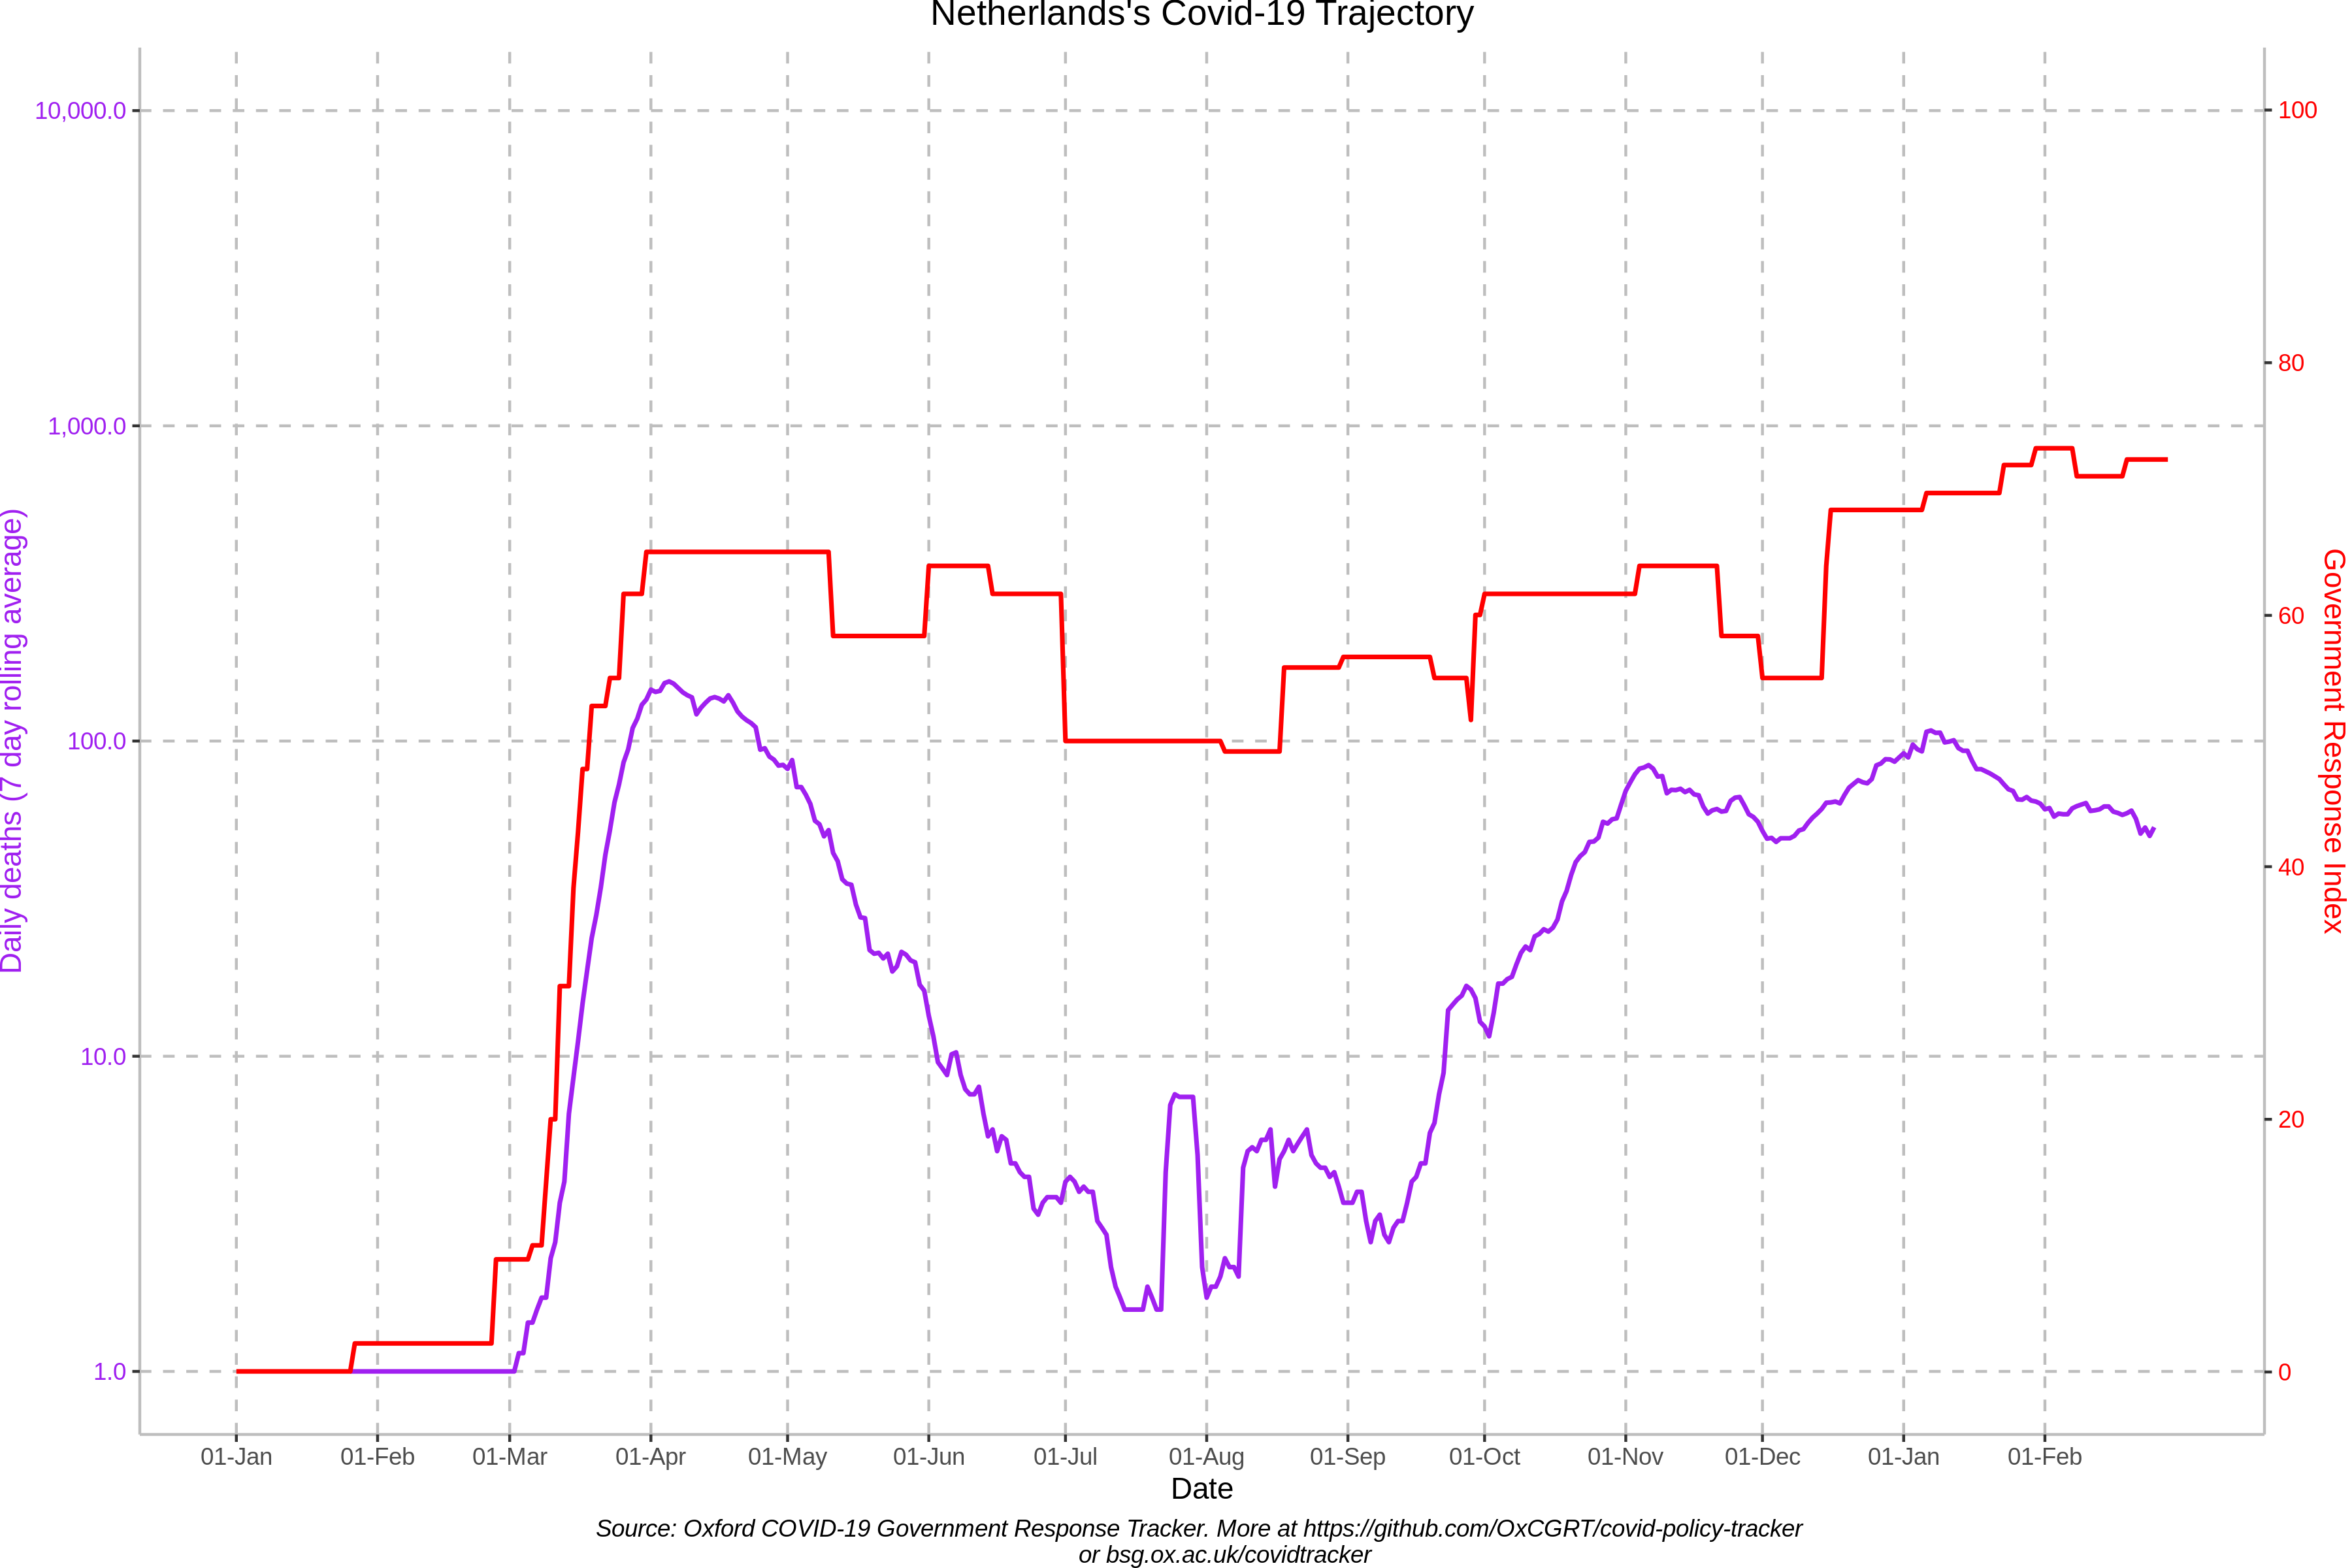 Netherlands's Covid-19 Trajectory
Daily deaths (7 day rolling average)
10,000.0
1,000.0
100.0
10.0
1.0
100
80
60
40
20
0
Government Response Index
01-Jan 01-Feb 01-Mar 01-Apr 01-May 01-Jun 01-Jul 01-Aug 01-Sep 01-Oct 01-Nov 01-Dec 01-Jan 01-Feb
Date
Source: Oxford COVID-19 Government Response Tracker. More at https://github.com/OxCGRT/covid-policy-tracker
or bsg.ox.ac.uk/covidtracker